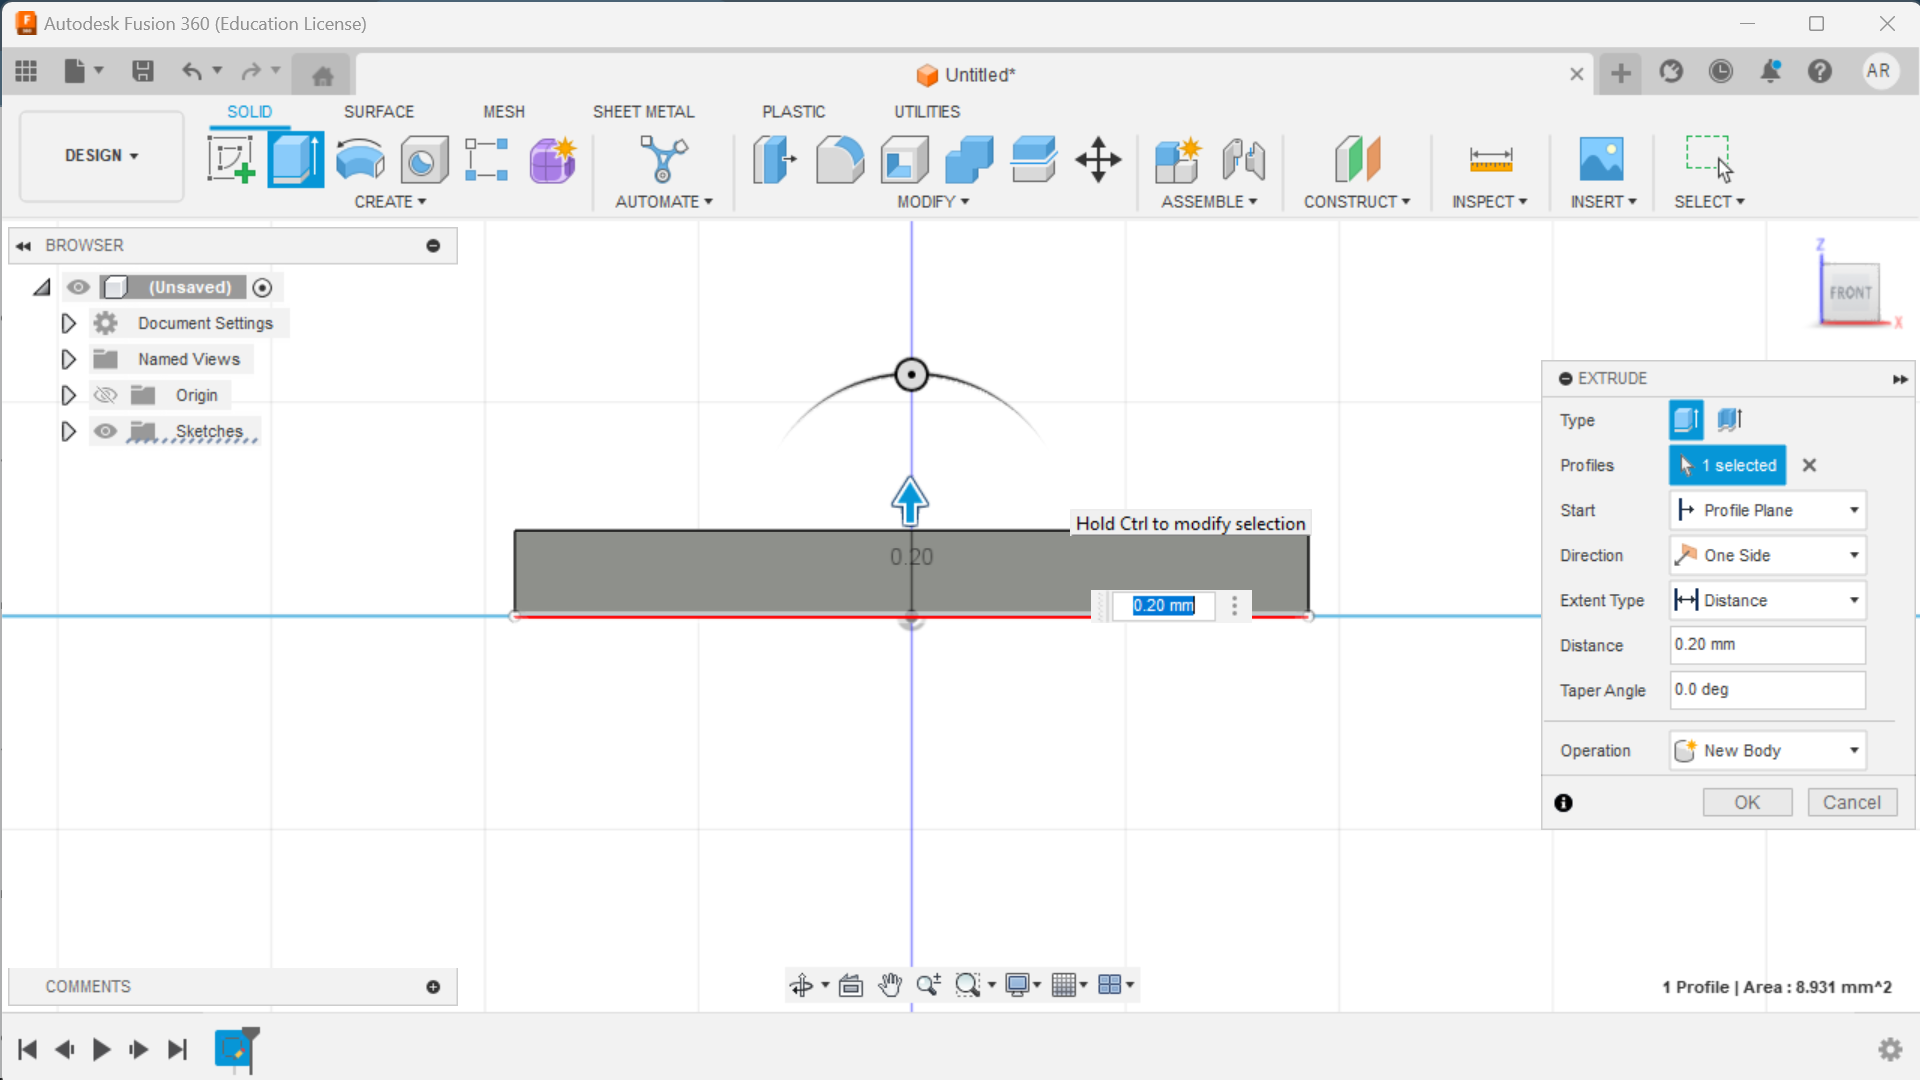 Autodesk Fusion 360 (Education License)
Untitled*
AR
DESIGN
SOLID
SURFACE
MESH
SHEET METAL
PLASTIC
UTILITIES
CREATE
AUTOMATE
MODIFY
ASSEMBLE
CONSTRUCT
INSPECT
INSERT
SELECT
BROWSER
(Unsaved)
Document Settings
Named Views
Origin
Sketches
Z
FRONT
X
Hold Ctrl to modify selection
0.20
0.20 mm
EXTRUDE
Type
Profiles
1 selected
Start
Profile Plane
Direction
One Side
Extent Type
Distance
Distance
0.20 mm
Taper Angle
0.0 deg
Operation
New Body
OK
Cancel
COMMENTS
1 Profile | Area : 8.931 mm^2